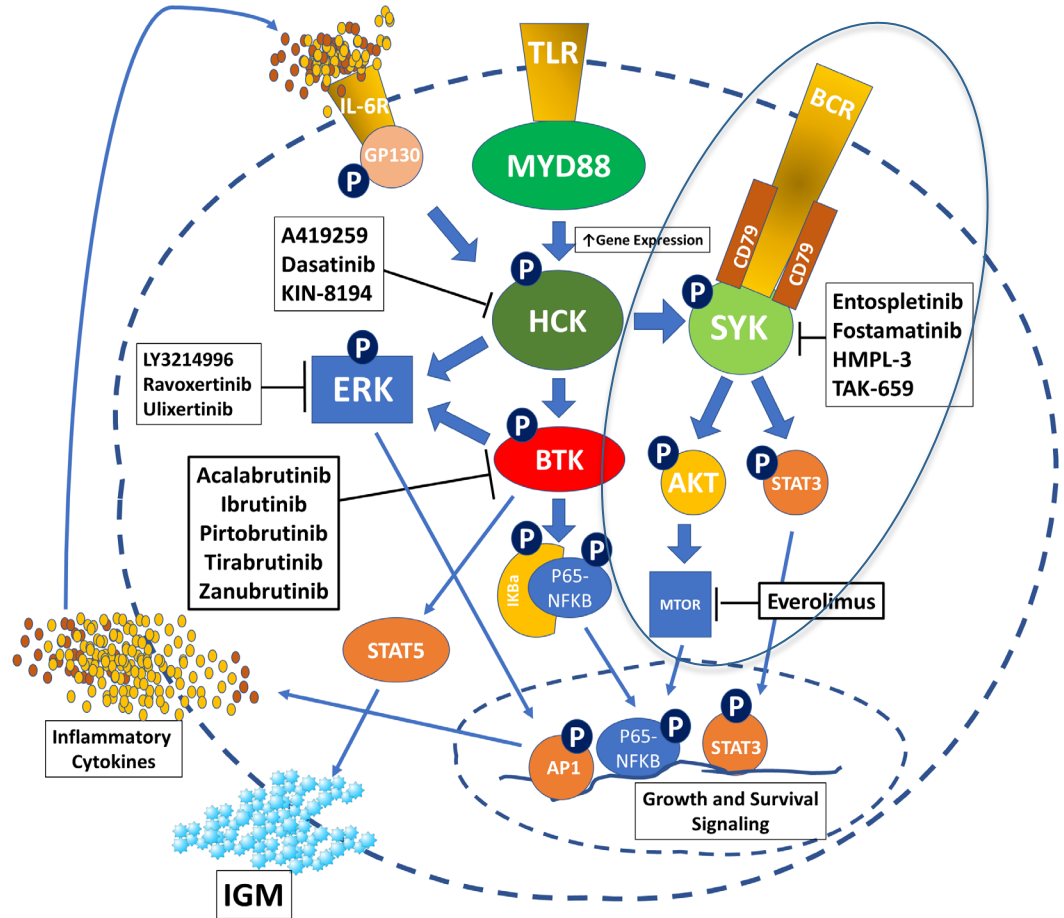 TLR
IL-6R
GP130
P
MYD88
BCR
CD79
CD79
↑Gene Expression
A419259
Dasatinib
KIN-8194
P
HCK
P
SYK
Entospletinib
Fostamatinib
HMPL-3
TAK-659
LY3214996
Ravoxertinib
Ulixertinib
P
ERK
P
BTK
Acalabrutinib
Ibrutinib
Pirtobrutinib
Tirabrutinib
Zanubrutinib
P
AKT
P
STAT3
P
IKBa
P
P65-
NFKB
MTOR
Everolimus
STAT5
Inflammatory
Cytokines
P
AP1
P
P65-
NFKB
P
STAT3
Growth and Survival
Signaling
IGM